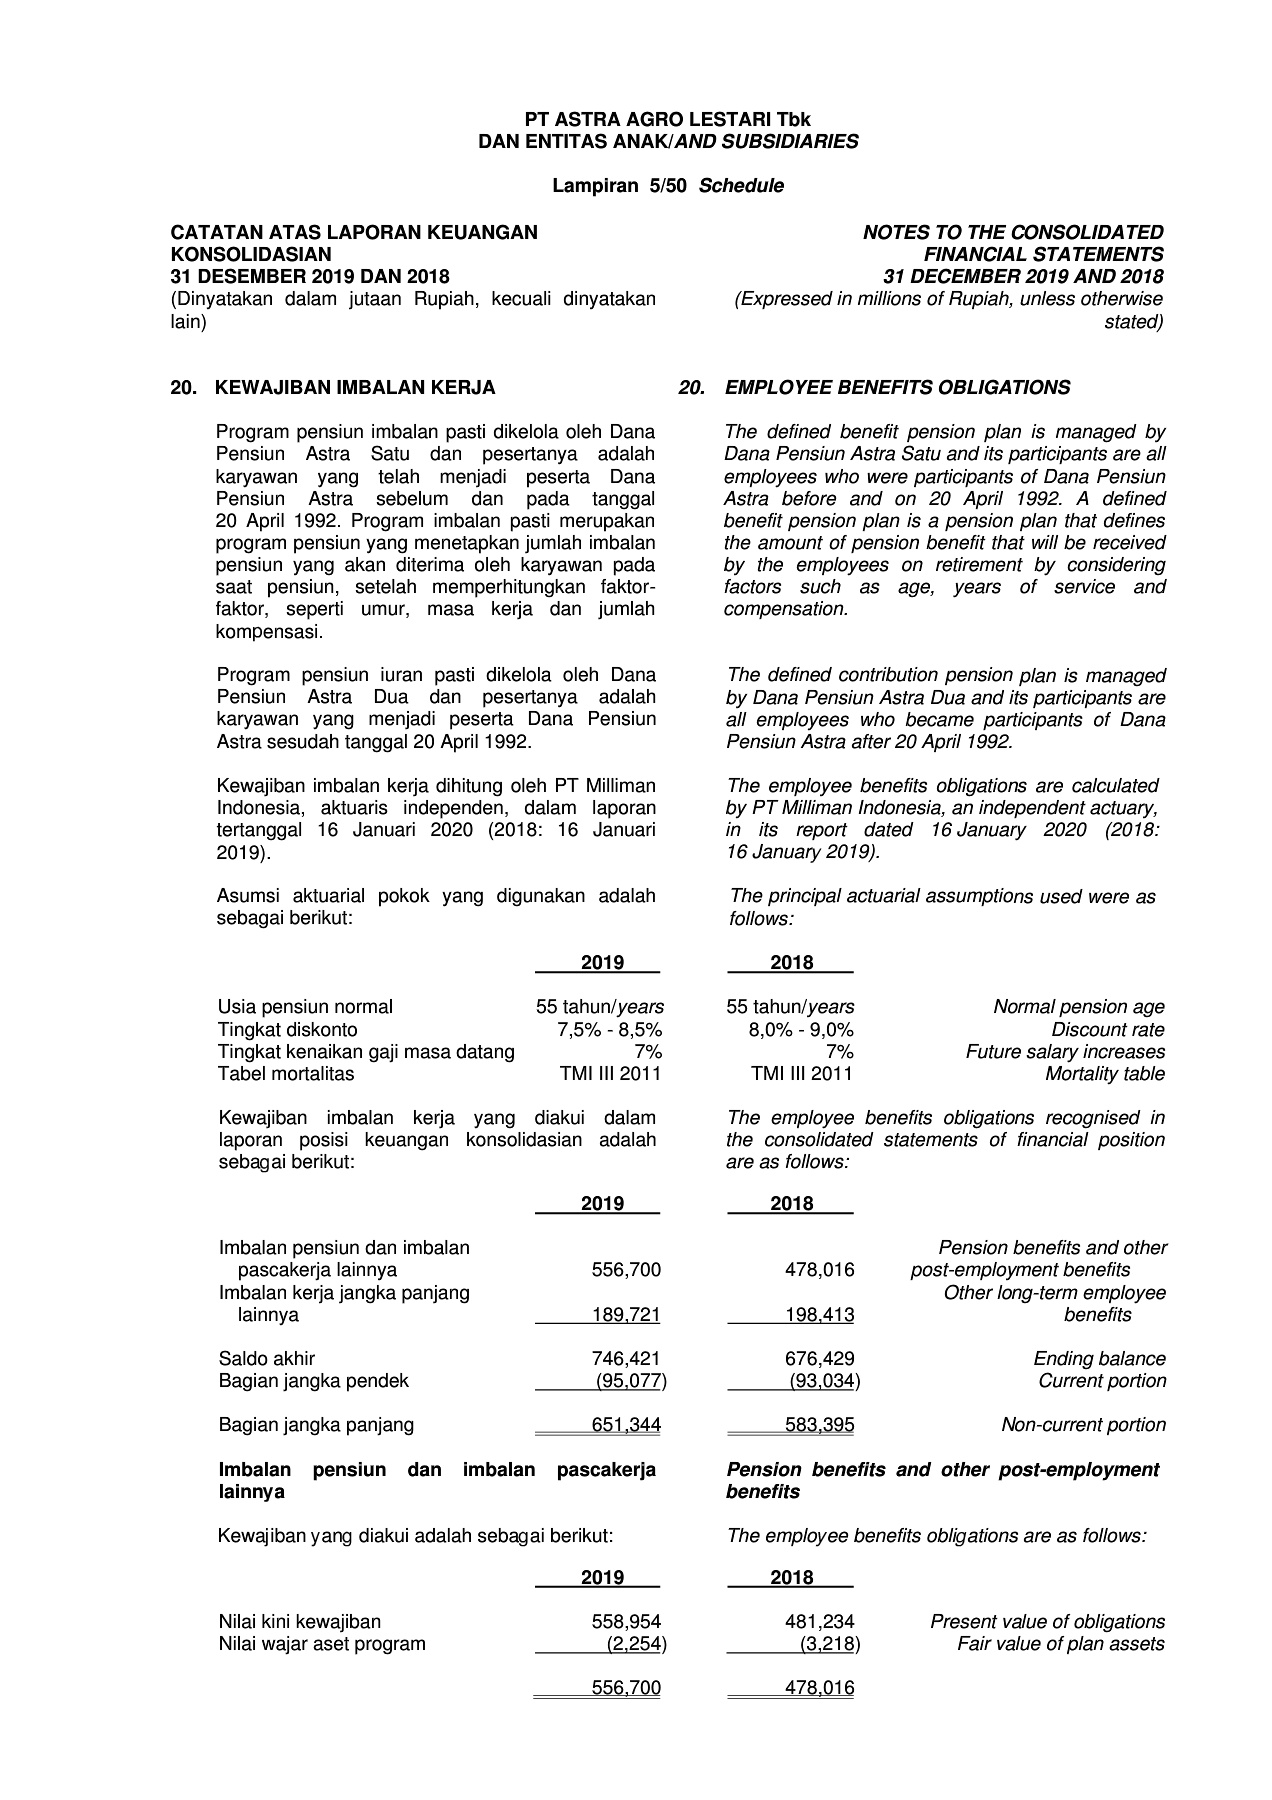 PT ASTRA AGRO LESTARI Tbk
DAN ENTITAS ANAK/AND SUBSIDIARIES
Lampiran 5/50 Schedule
CATATAN ATAS LAPORAN KEUANGAN
KONSOLIDASIAN
31 DESEMBER 2019 DAN 2018
(Dinyatakan dalam jutaan Rupiah, kecuali dinyatakan
lain)
NOTES TO THE CONSOLIDATED
FINANCIAL STATEMENTS
31 DECEMBER 2019 AND 2018
(Expressed in millions of Rupiah, unless otherwise
stated)
20. KEWAJIBAN IMBALAN KERJA
Program pensiun imbalan pasti dikelola oleh Dana
Pensiun Astra Satu dan pesertanya adalah
karyawan yang telah menjadi peserta Dana
Pensiun Astra sebelum dan pada tanggal
20 April 1992. Program imbalan pasti merupakan
program pensiun yang menetapkan jumlah imbalan
pensiun yang akan diterima oleh karyawan pada
saat pensiun, setelah memperhitungkan faktor-
faktor, seperti umur, masa kerja dan jumlah
kompensasi.
20. EMPLOYEE BENEFITS OBLIGATIONS
The defined benefit pension plan is managed by
Dana Pensiun Astra Satu and its participants are all
employees who were participants of Dana Pensiun
Astra before and on 20 April 1992. A defined
benefit pension plan is a pension plan that defines
the amount of pension benefit that will be received
by the employees on retirement by considering
factors such as age, years of service and
compensation.
Program pensiun iuran pasti dikelola oleh Dana
Pensiun Astra Dua dan pesertanya adalah
karyawan yang menjadi peserta Dana Pensiun
Astra sesudah tanggal 20 April 1992.
The defined contribution pension plan is managed
by Dana Pensiun Astra Dua and its participants are
all employees who became participants of Dana
Pensiun Astra after 20 April 1992.
Kewajiban imbalan kerja dihitung oleh PT Milliman
Indonesia, aktuaris independen, dalam laporan
tertanggal 16 Januari 2020 (2018: 16 Januari
2019).
The employee benefits obligations are calculated
by PT Milliman Indonesia, an independent actuary,
in its report dated 16 January 2020 (2018:
16 January 2019).
Asumsi aktuarial pokok yang digunakan adalah
sebagai berikut:
The principal actuarial assumptions used were as
follows:
2019 2018
Usia pensiun normal 55 tahun/years 55 tahun/years Normal pension age
Tingkat diskonto 7,5% - 8,5% 8,0% - 9,0% Discount rate
Tingkat kenaikan gaji masa datang 7% 7% Future salary increases
Tabel mortalitas TMI III 2011 TMI III 2011 Mortality table
Kewajiban imbalan kerja yang diakui dalam
laporan posisi keuangan konsolidasian adalah
sebagai berikut:
The employee benefits obligations recognised in
the consolidated statements of financial position
are as follows:
2019 2018
Imbalan pensiun dan imbalan Pension benefits and other
pascakerja lainnya 556,700 478,016 post-employment benefits
Imbalan kerja jangka panjang Other long-term employee
lainnya 189,721 198,413 benefits
Saldo akhir 746,421 676,429 Ending balance
Bagian jangka pendek (95,077) (93,034) Current portion
Bagian jangka panjang 651,344 583,395 Non-current portion
Imbalan pensiun dan imbalan pascakerja
lainnya
Pension benefits and other post-employment
benefits
Kewajiban yang diakui adalah sebagai berikut:
The employee benefits obligations are as follows:
2019 2018
Nilai kini kewajiban 558,954 481,234 Present value of obligations
Nilai wajar aset program (2,254) (3,218) Fair value of plan assets
556,700 478,016